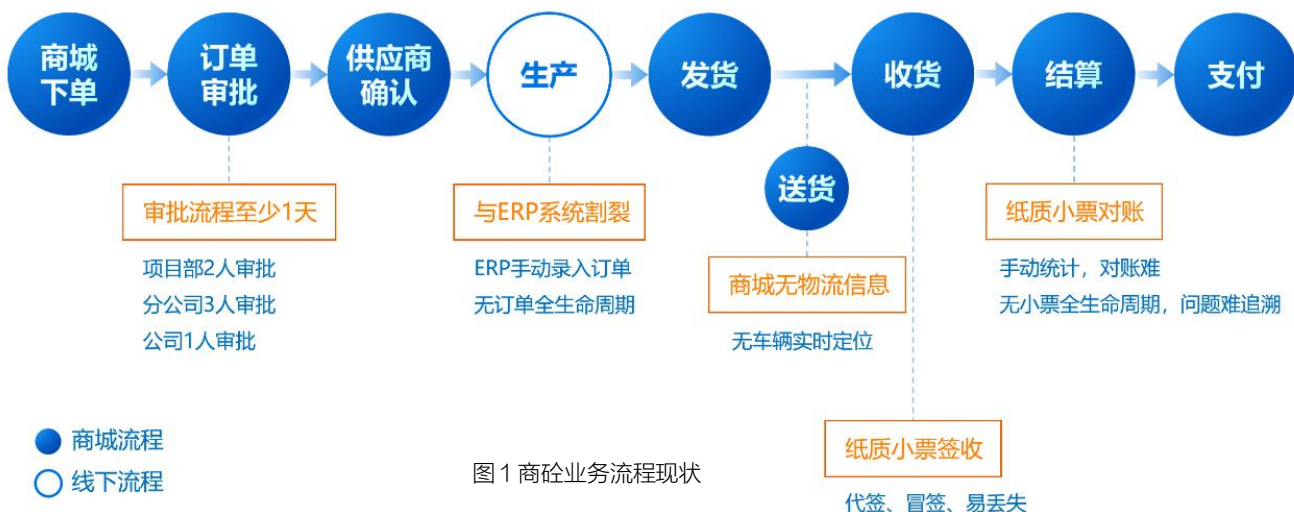 商城
下单
订单
审批
供应商
确认
生产
发货
收货
结算
支付
送货
审批流程至少1天
项目部2人审批
分公司3人审批
公司1人审批
与ERP系统割裂
ERP手动录入订单
无订单全生命周期
商城无物流信息
无车辆实时定位
纸质小票签收
代签、冒签、易丢失
纸质小票对账
手动统计，对账难
无小票全生命周期，问题难追溯
商城流程
线下流程
图1 商砼业务流程现状